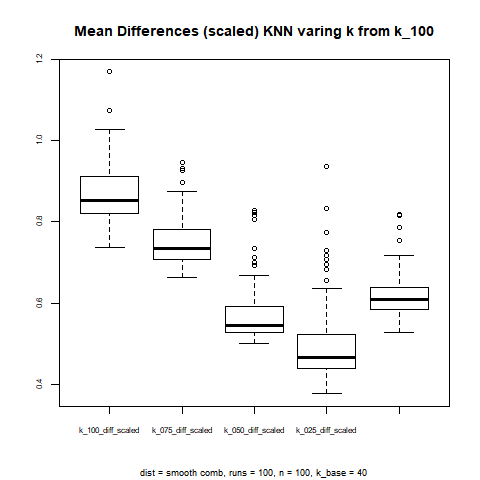 Mean Differences (scaled) KNN varing k from k_100
1.2
1.0
0.8
0.6
0.4
k_100_diff_scaled k_075_diff_scaled k_050_diff_scaled k_025_diff_scaled
dist = smooth comb, runs = 100, n = 100, k_base = 40